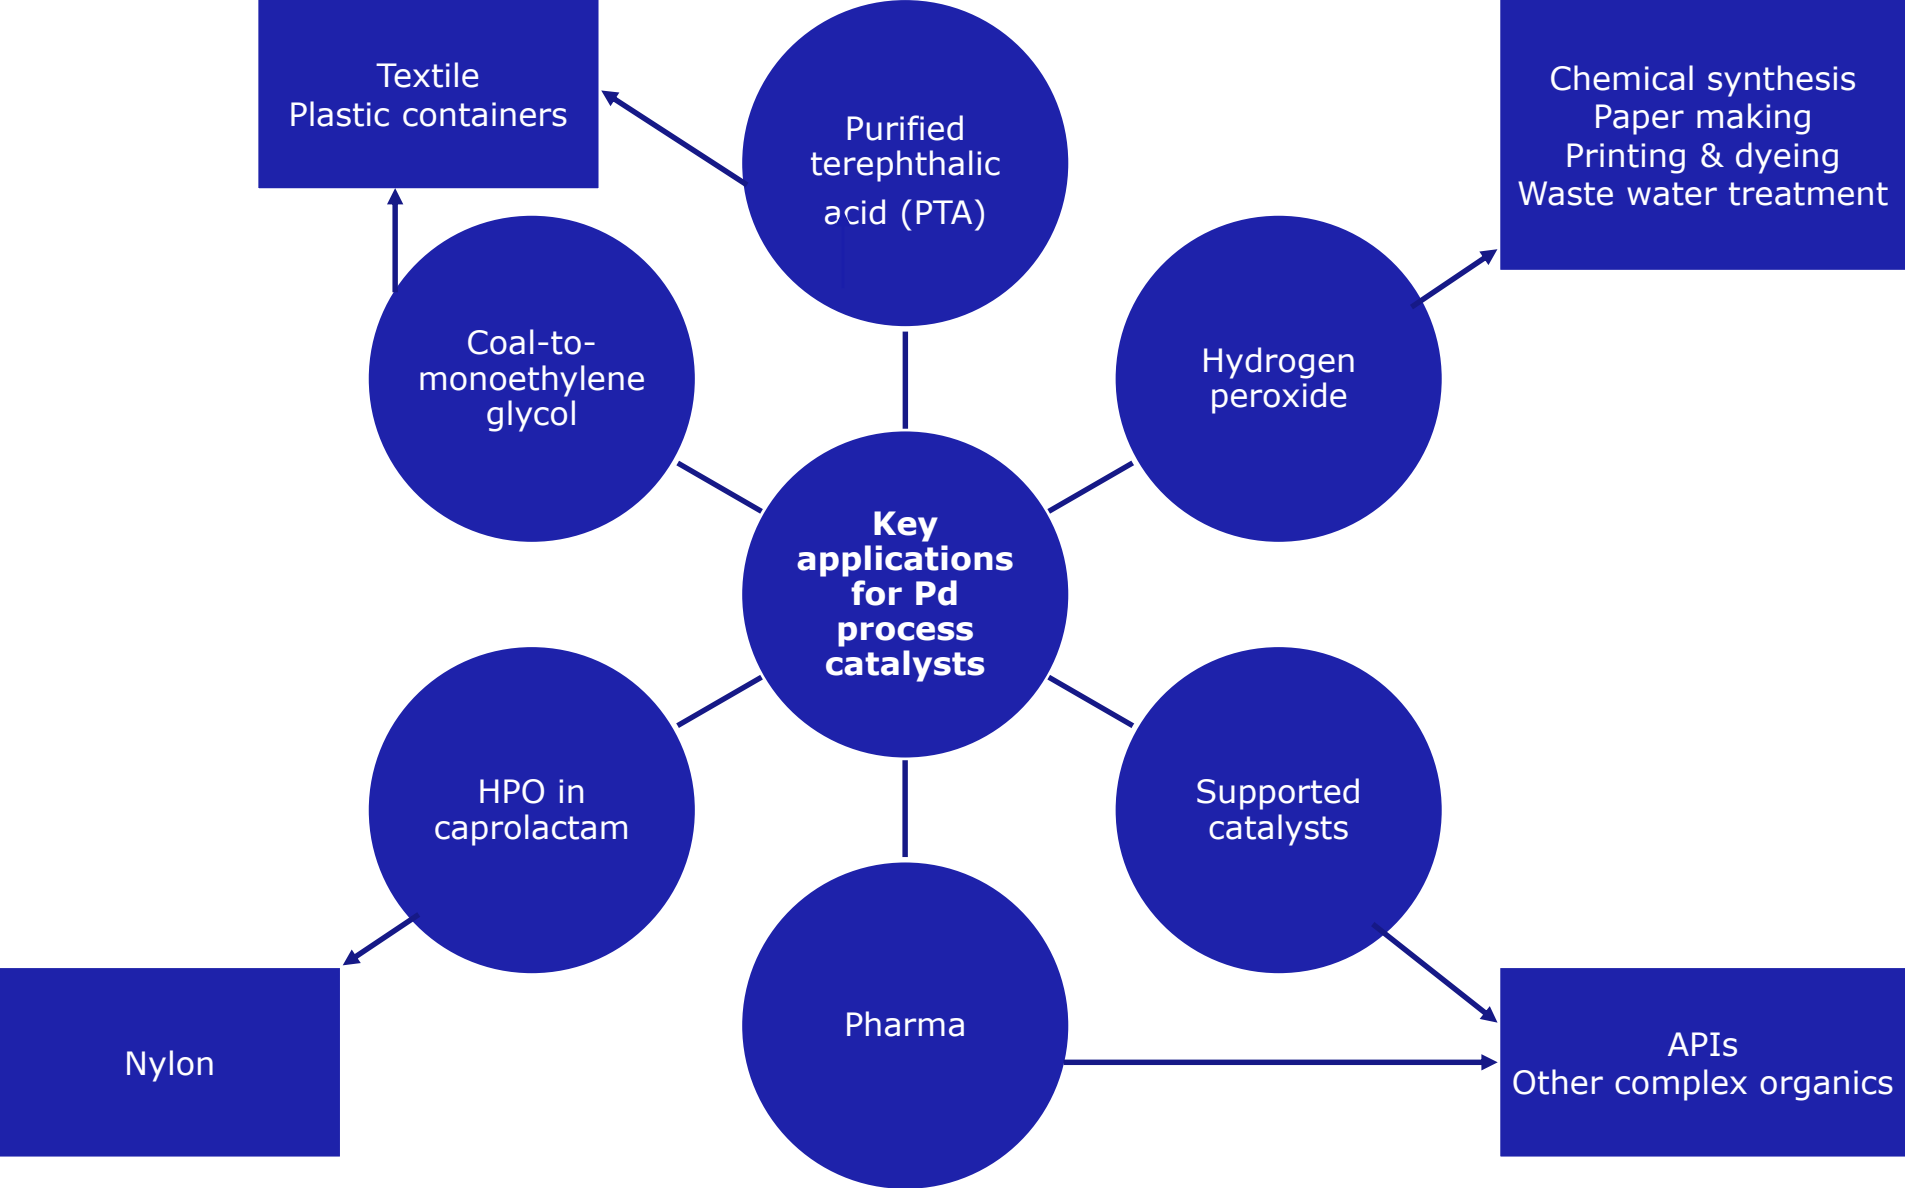 Textile
Plastic containers
Purified
terephthalic
acid (PTA)
Chemical synthesis
Paper making
Printing & dyeing
Waste water treatment
Coal-to-
monoethylene
glycol
Hydrogen
peroxide
Key
applications
for Pd
process
catalysts
HPO in
caprolactam
Supported
catalysts
Nylon
Pharma
APIs
Other complex organics